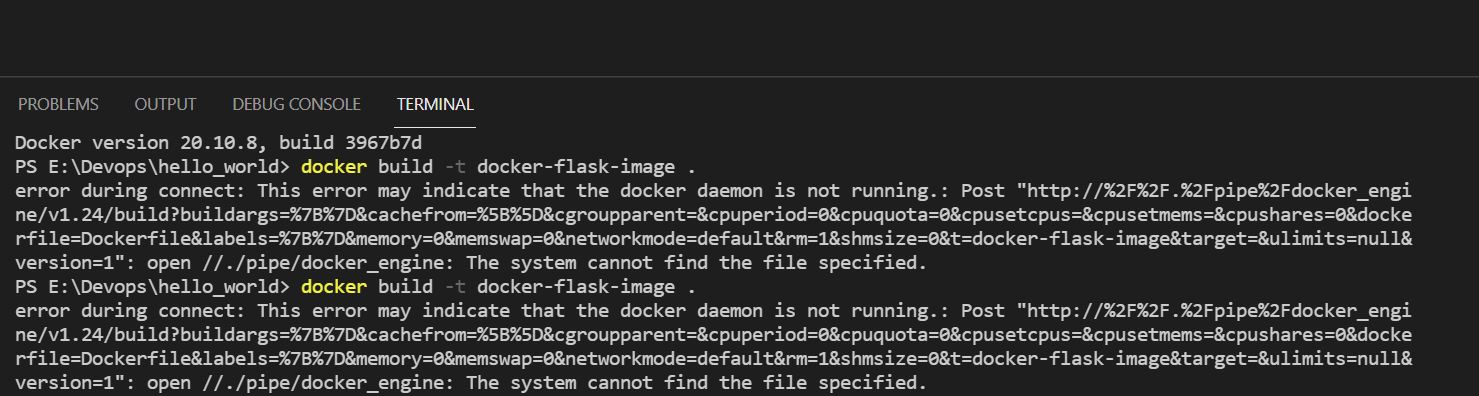 PROBLEMS OUTPUT DEBUG CONSOLE TERMINAL
Docker version 20.10.8, build 3967b7d
PS E:\Devops\hello_world> docker build -t docker-flask-image .
error during connect: This error may indicate that the docker daemon is not running.: Post "http://%2F%2F.%2Fpipe%2Fdocker_engi
ne/v1.24/build?buildargs=%7B%7D&cachefrom=%5B%5D&cgroupparent=&cpuperiod=0&cpuquota=0&cpusetcpus=&cpusetmems=&cpushares=0&docke
rfile=Dockerfile&labels=%7B%7D&memory=0&memswap=0&networkmode=default&rm=1&shmsize=0&t=docker-flask-image&target=&ulimits=null&
version=1": open //./pipe/docker_engine: The system cannot find the file specified.
PS E:\Devops\hello_world> docker build -t docker-flask-image .
error during connect: This error may indicate that the docker daemon is not running.: Post "http://%2F%2F.%2Fpipe%2Fdocker_engi
ne/v1.24/build?buildargs=%7B%7D&cachefrom=%5B%5D&cgroupparent=&cpuperiod=0&cpuquota=0&cpusetcpus=&cpusetmems=&cpushares=0&docke
rfile=Dockerfile&labels=%7B%7D&memory=0&memswap=0&networkmode=default&rm=1&shmsize=0&t=docker-flask-image&target=&ulimits=null&
version=1": open //./pipe/docker_engine: The system cannot find the file specified.